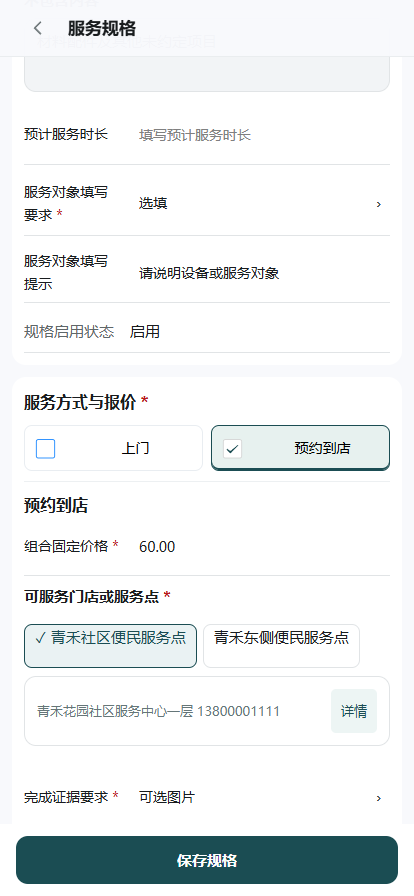 服务规格
预计服务时长 填写预计服务时长
服务对象填写
要求 * 选填 ›
服务对象填写
提示 请说明设备或服务对象
规格启用状态 启用
服务方式与报价 *
上门 ✓ 预约到店
预约到店
组合固定价格 * 60.00
可服务门店或服务点 *
✓ 青禾社区便民服务点 青禾东侧便民服务点
青禾花园社区服务中心一层 13800001111 详情
完成证据要求 * 可选图片 ›
保存规格